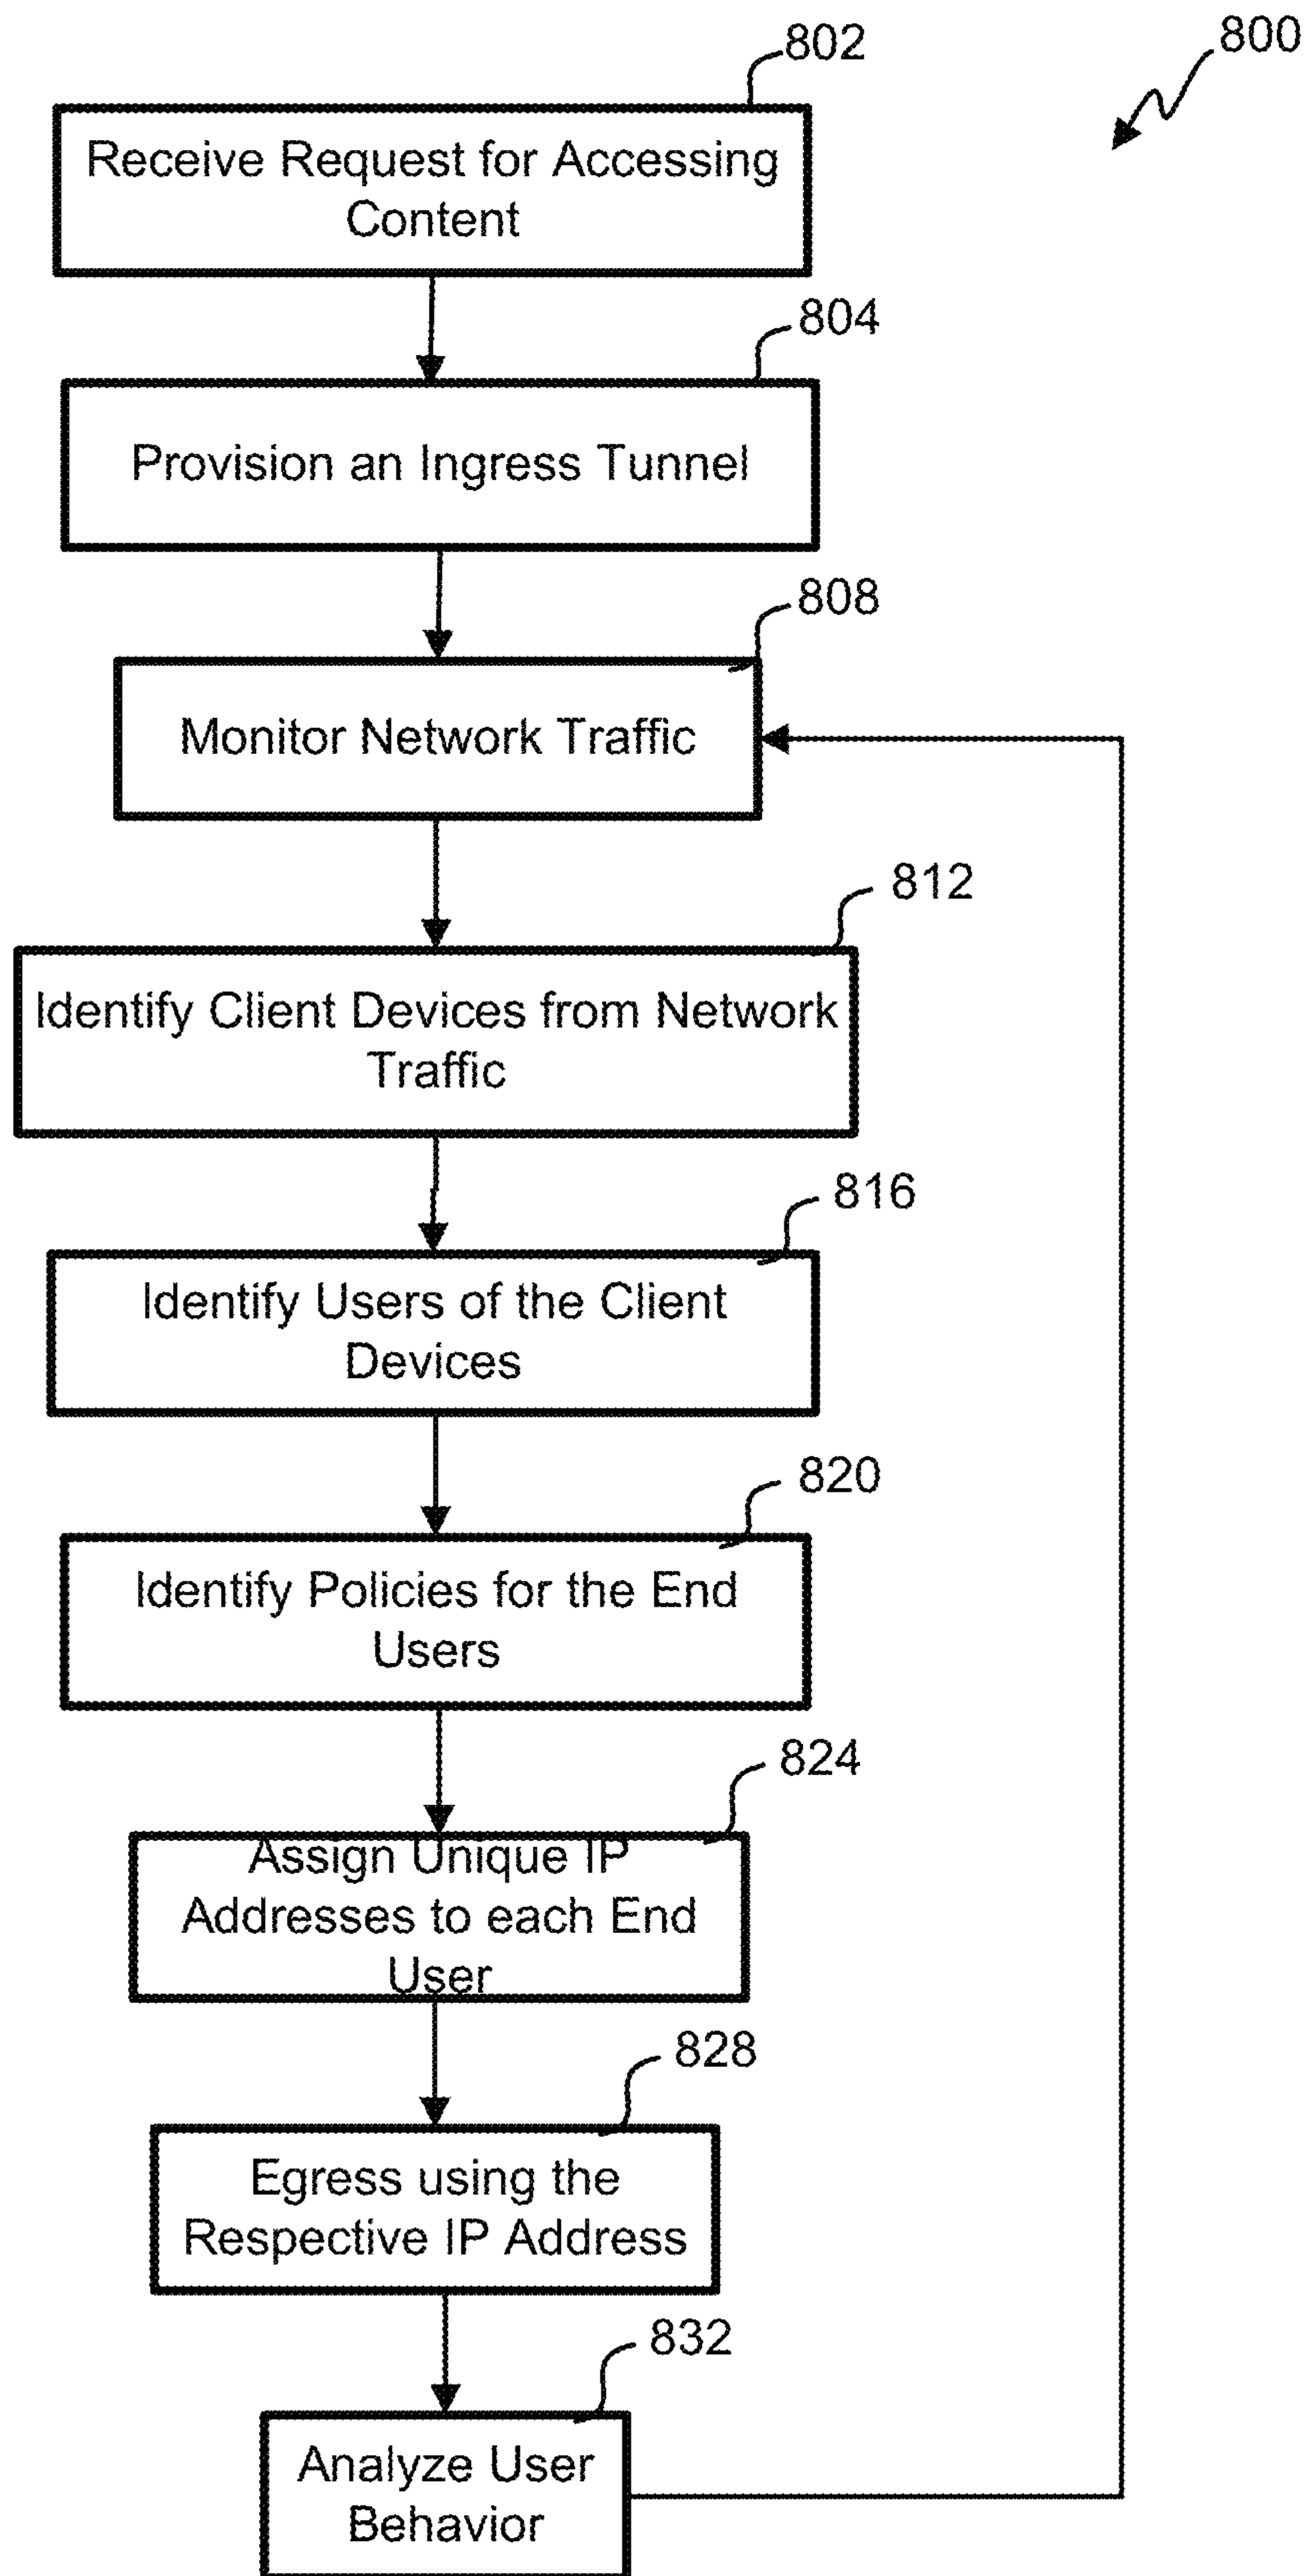 800
802
Receive Request for Accessing
Content
804
Provision an Ingress Tunnel
808
Monitor Network Traffic
812
Identify Client Devices from Network
Traffic
816
Identify Users of the Client
Devices
820
Identify Policies for the End
Users
824
Assign Unique IP
Addresses to each End
User
828
Egress using the
Respective IP Address
832
Analyze User
Behavior